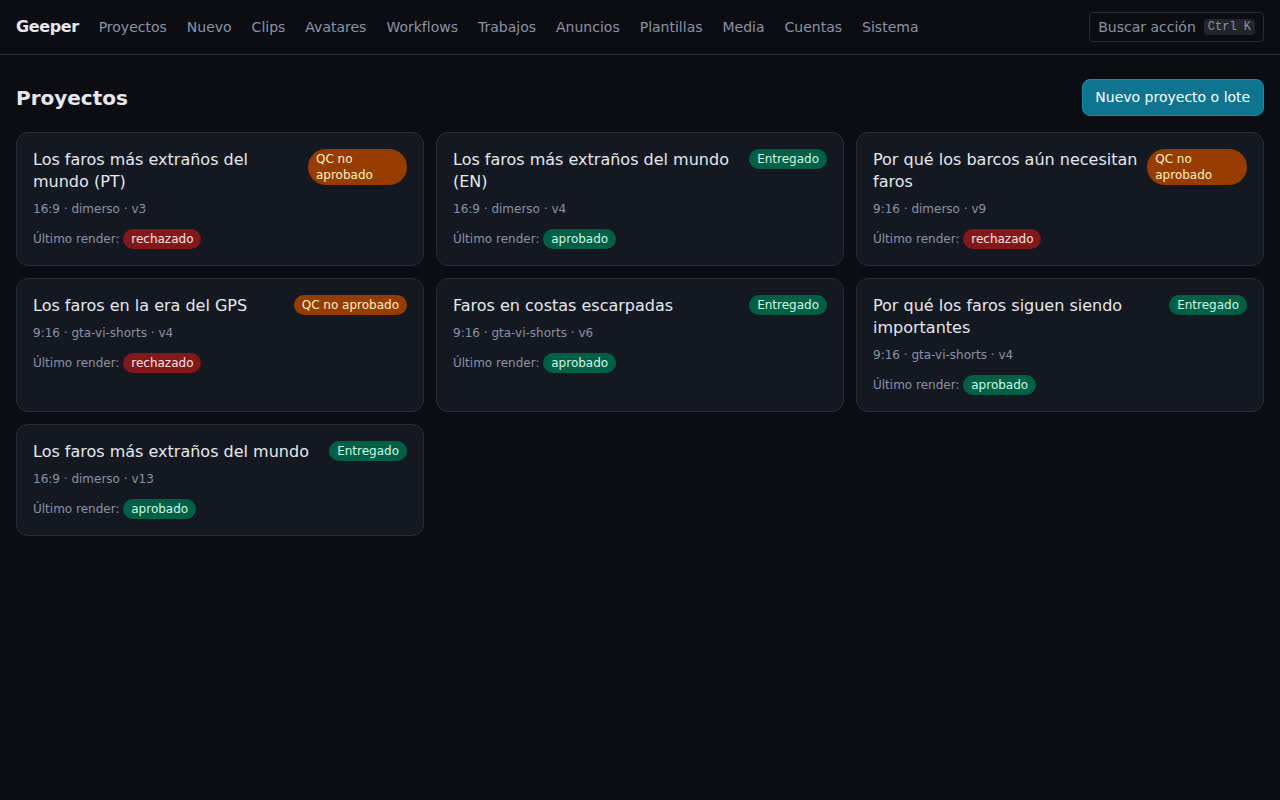 Geeper Proyectos Nuevo Clips Avatares Workflows Trabajos Anuncios Plantillas Media Cuentas Sistema Buscar acción Ctrl K
Proyectos
Nuevo proyecto o lote
Los faros más extraños del
mundo (PT)
QC no
aprobado
16:9 · dimerso · v3
Último render: rechazado
Los faros más extraños del mundo
(EN)
Entregado
16:9 · dimerso · v4
Último render: aprobado
Por qué los barcos aún necesitan
faros
QC no
aprobado
9:16 · dimerso · v9
Último render: rechazado
Los faros en la era del GPS
QC no aprobado
9:16 · gta-vi-shorts · v4
Último render: rechazado
Faros en costas escarpadas
Entregado
9:16 · gta-vi-shorts · v6
Último render: aprobado
Por qué los faros siguen siendo
importantes
Entregado
9:16 · gta-vi-shorts · v4
Último render: aprobado
Los faros más extraños del mundo
Entregado
16:9 · dimerso · v13
Último render: aprobado